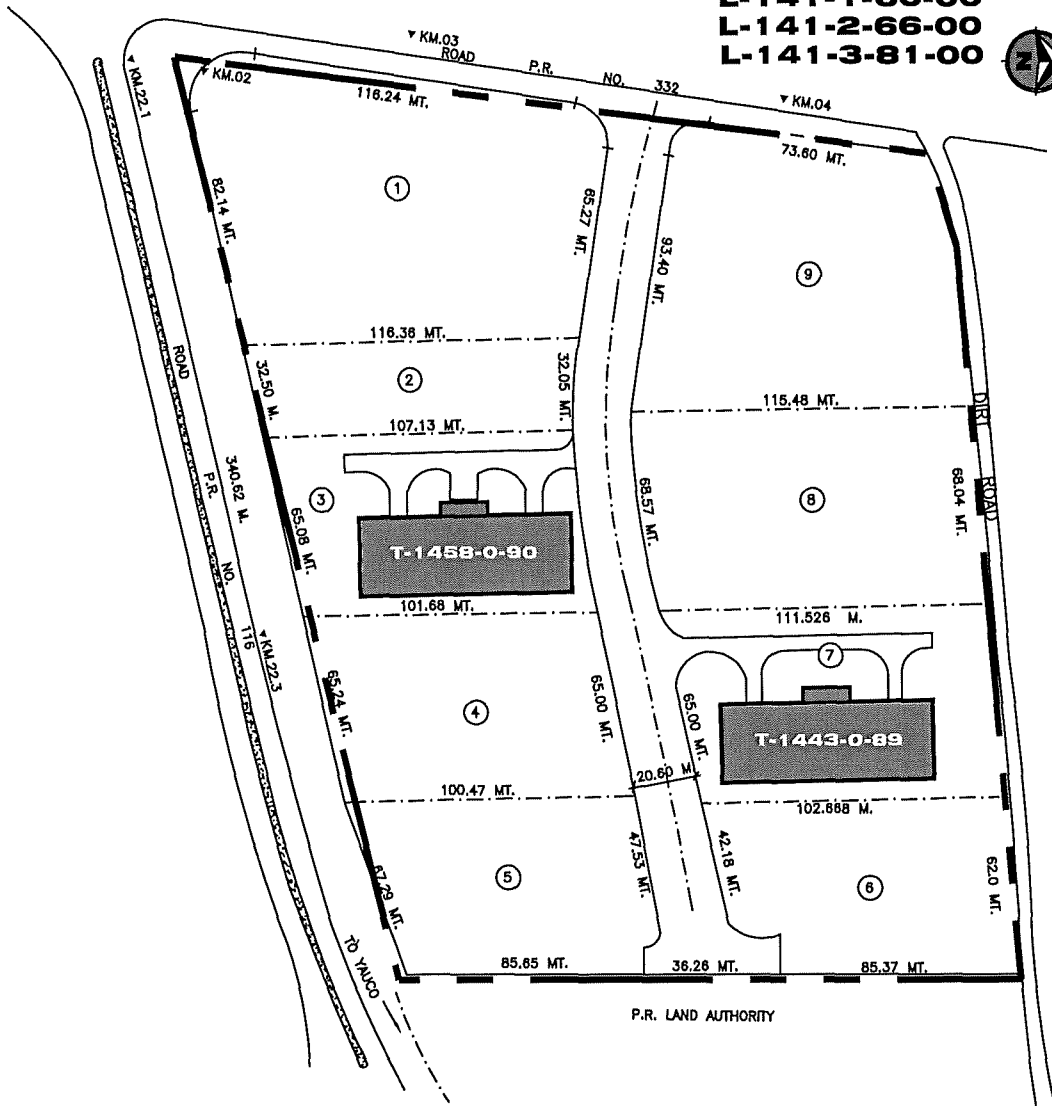 L-141-2-66-00
L-141-3-81-00
N
KM.03
ROAD P.R. NO. 332
KM.02
KM.04
KM.22.1
116.24 MT.
73.60 MT.
1
82.14 MT.
65.27 MT.
93.40 MT.
9
116.36 MT.
2
32.50 M.
32.05 MT.
107.13 MT.
115.48 MT.
DIRT ROAD
ROAD P.R. NO. 116
340.62 M.
3
65.08 MT.
T-1458-0-90
68.57 MT.
8
68.04 MT.
101.68 MT.
111.526 M.
KM.22.3
7
65.24 MT.
4
65.00 MT.
65.00 MT.
T-1443-0-89
20.60 M.
100.47 MT.
102.668 M.
5
47.53 MT.
42.18 MT.
6
62.0 MT.
67.29 MT.
TO YAUCO
85.65 MT.
36.26 MT.
85.37 MT.
P.R. LAND AUTHORITY